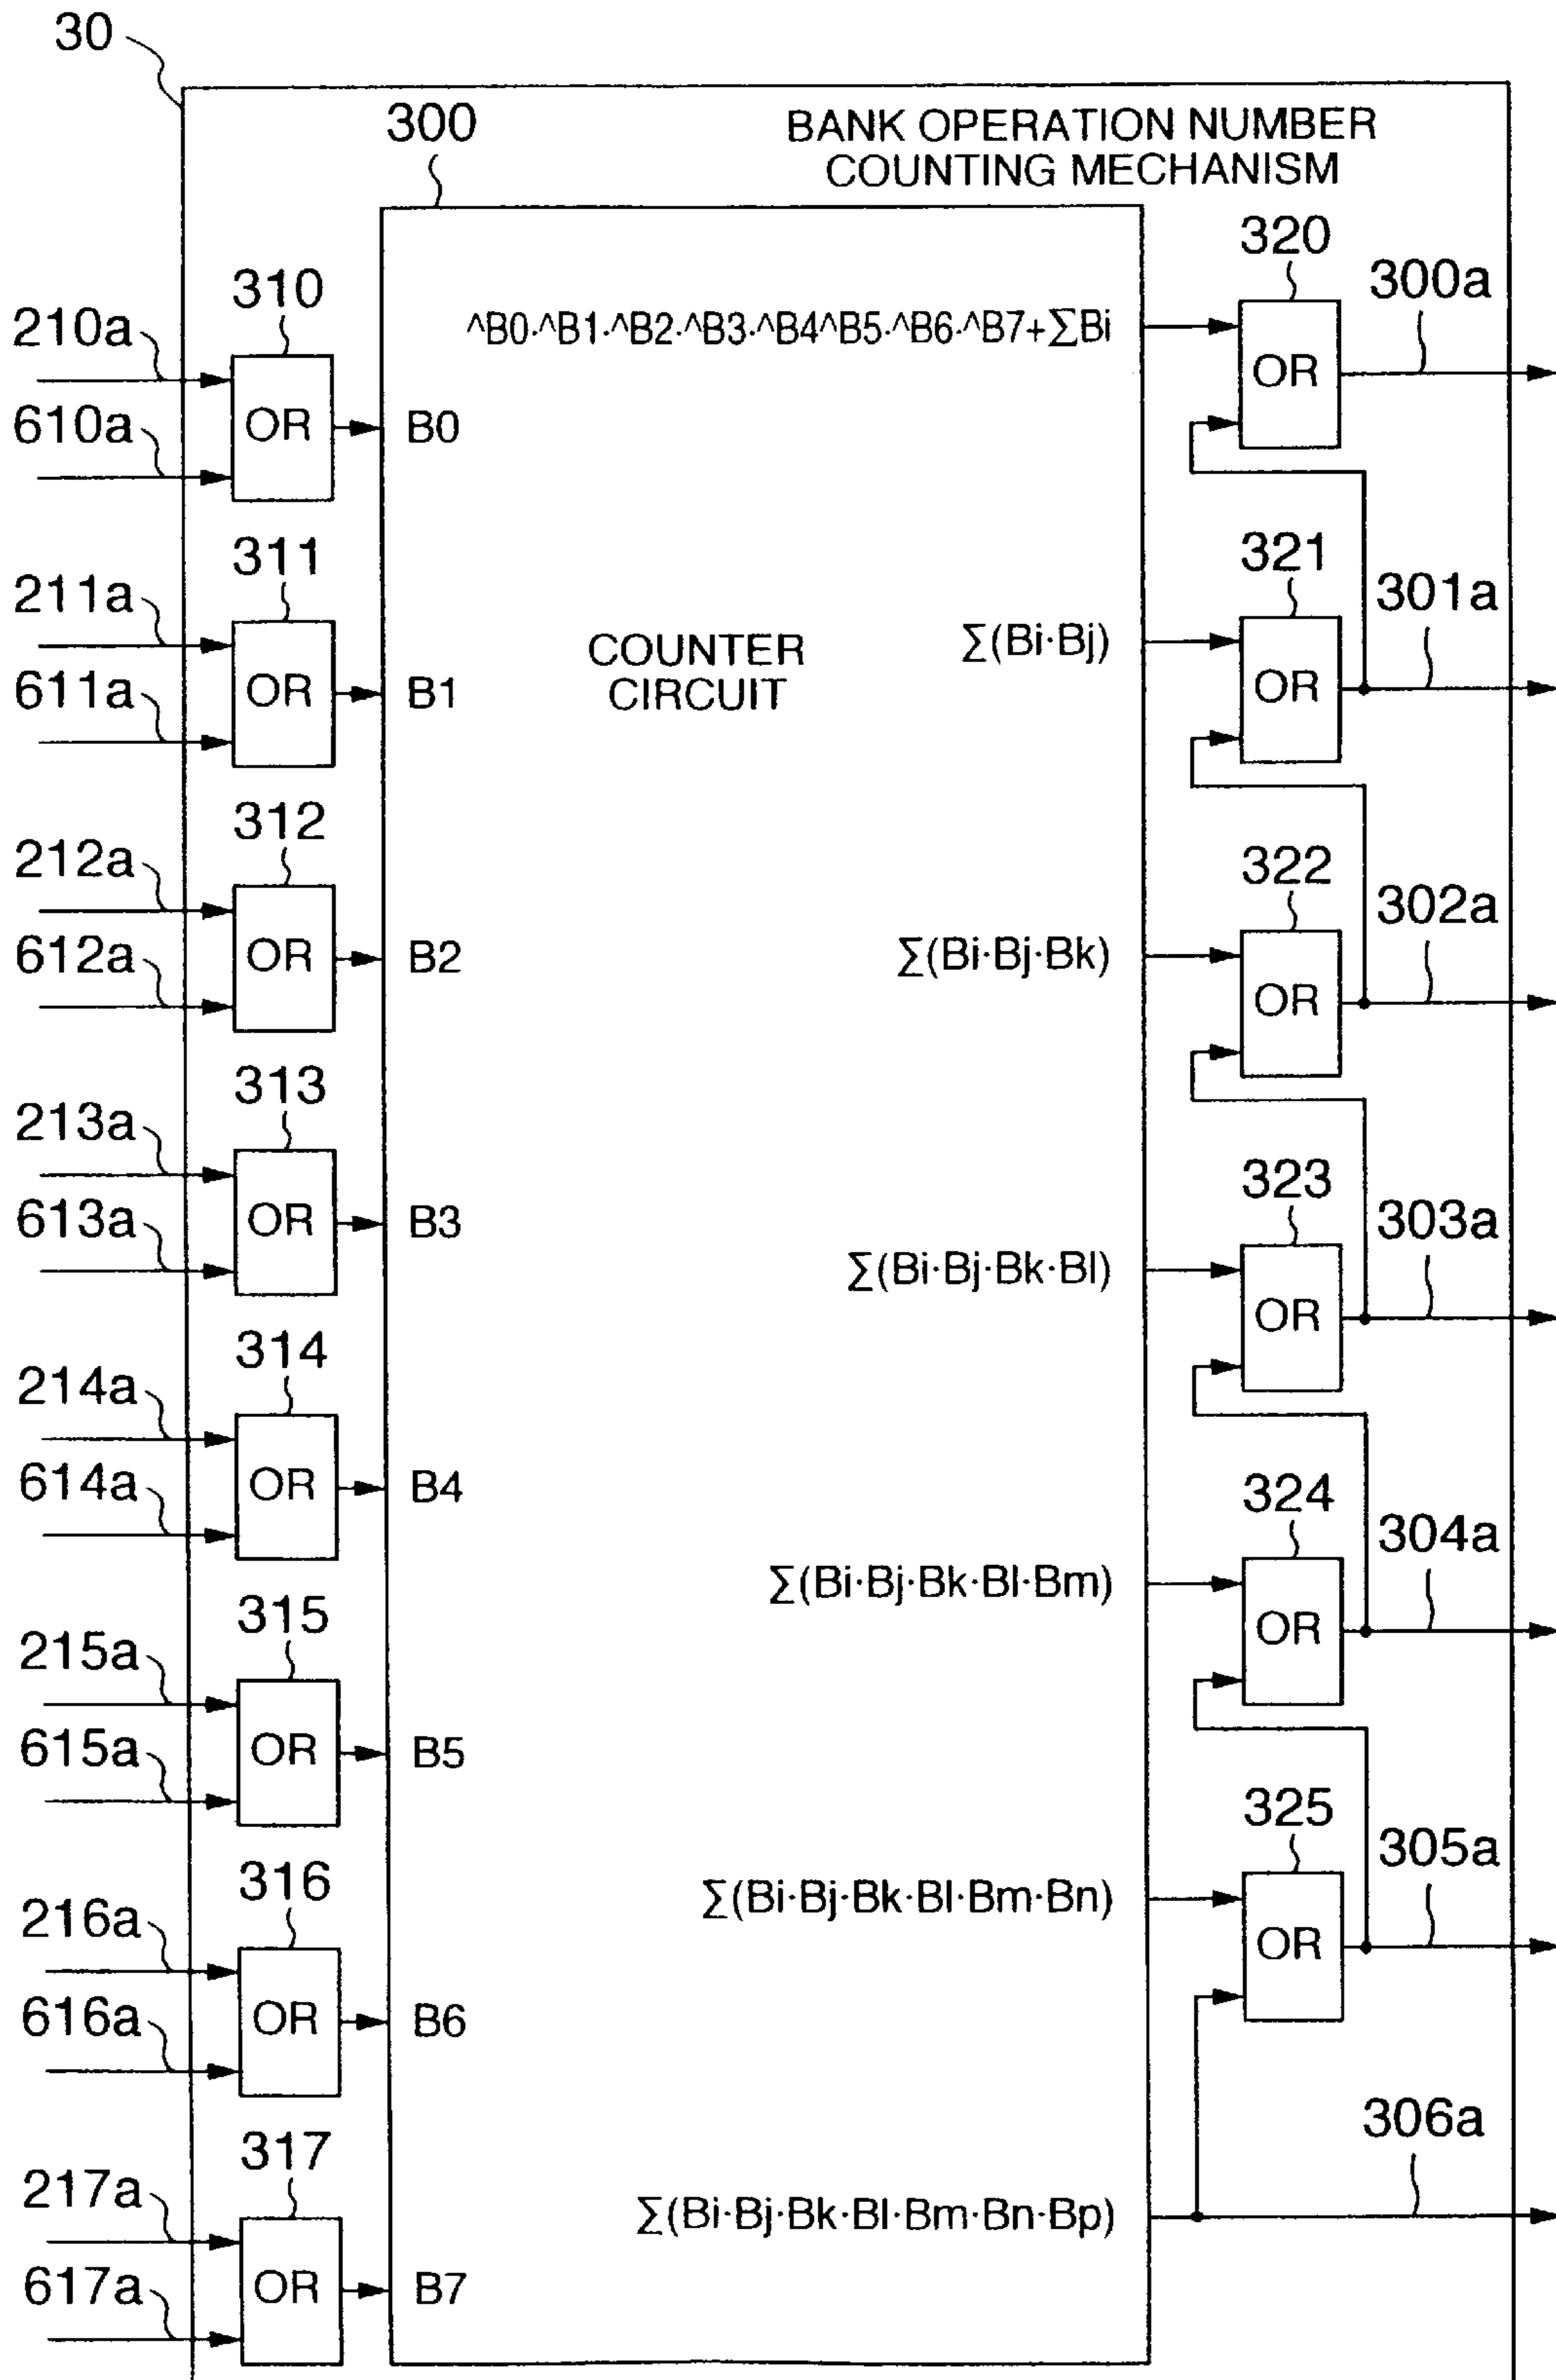 30
300
BANK OPERATION NUMBER
COUNTING MECHANISM
320
300a
310
^B0·^B1·^B2·^B3·^B4^B5·^B6·^B7+∑Bi
210a
OR
610a
OR
B0
311
321
211a
301a
COUNTER
CIRCUIT
∑(Bi·Bj)
OR
611a
OR
B1
312
322
212a
302a
∑(Bi·Bj·Bk)
OR
612a
OR
B2
313
323
213a
303a
613a
OR
B3
∑(Bi·Bj·Bk·Bl)
OR
314
214a
324
614a
OR
B4
304a
∑(Bi·Bj·Bk·Bl·Bm)
OR
315
215a
615a
OR
B5
325
305a
316
∑(Bi·Bj·Bk·Bl·Bm·Bn)
OR
216a
616a
OR
B6
306a
317
217a
∑(Bi·Bj·Bk·Bl·Bm·Bn·Bp)
617a
OR
B7